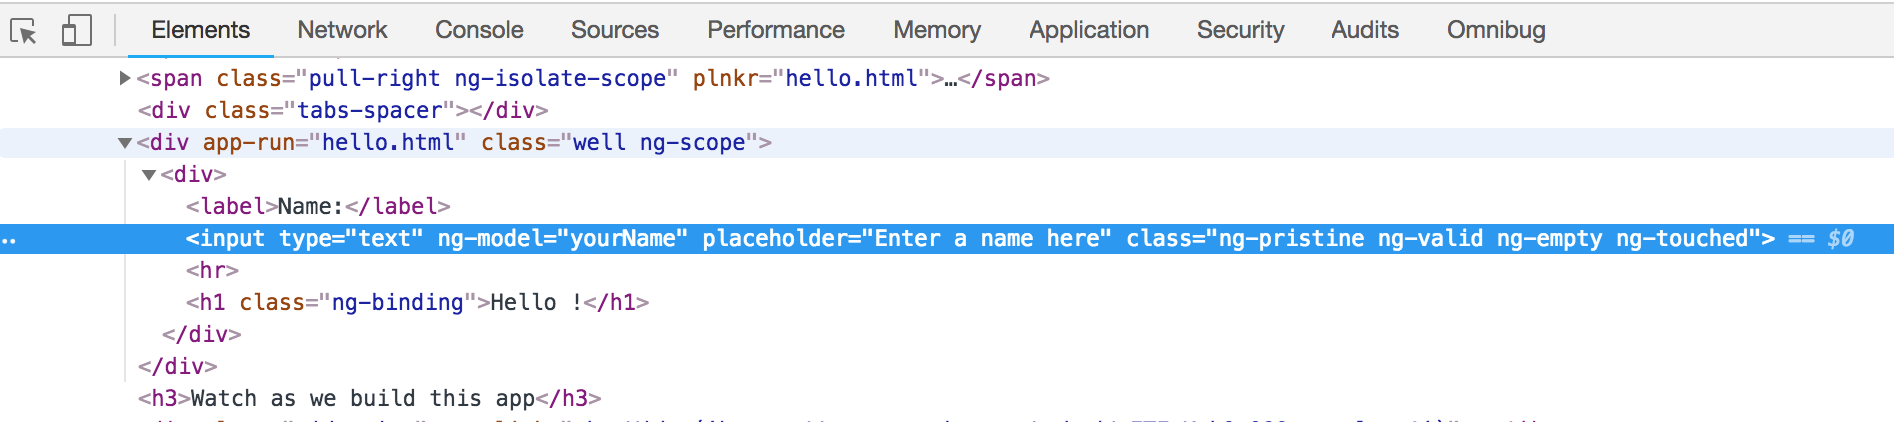 Elements Network Console Sources Performance Memory Application Security Audits Omnibug
<span class="pull-right ng-isolate-scope" plnkr="hello.html">…</span>
<div class="tabs-spacer"></div>
<div app-run="hello.html" class="well ng-scope">
<div>
<label>Name:</label>
.. <input type="text" ng-model="yourName" placeholder="Enter a name here" class="ng-pristine ng-valid ng-empty ng-touched"> == $0
<hr>
<h1 class="ng-binding">Hello !</h1>
</div>
</div>
<h3>Watch as we build this app</h3>